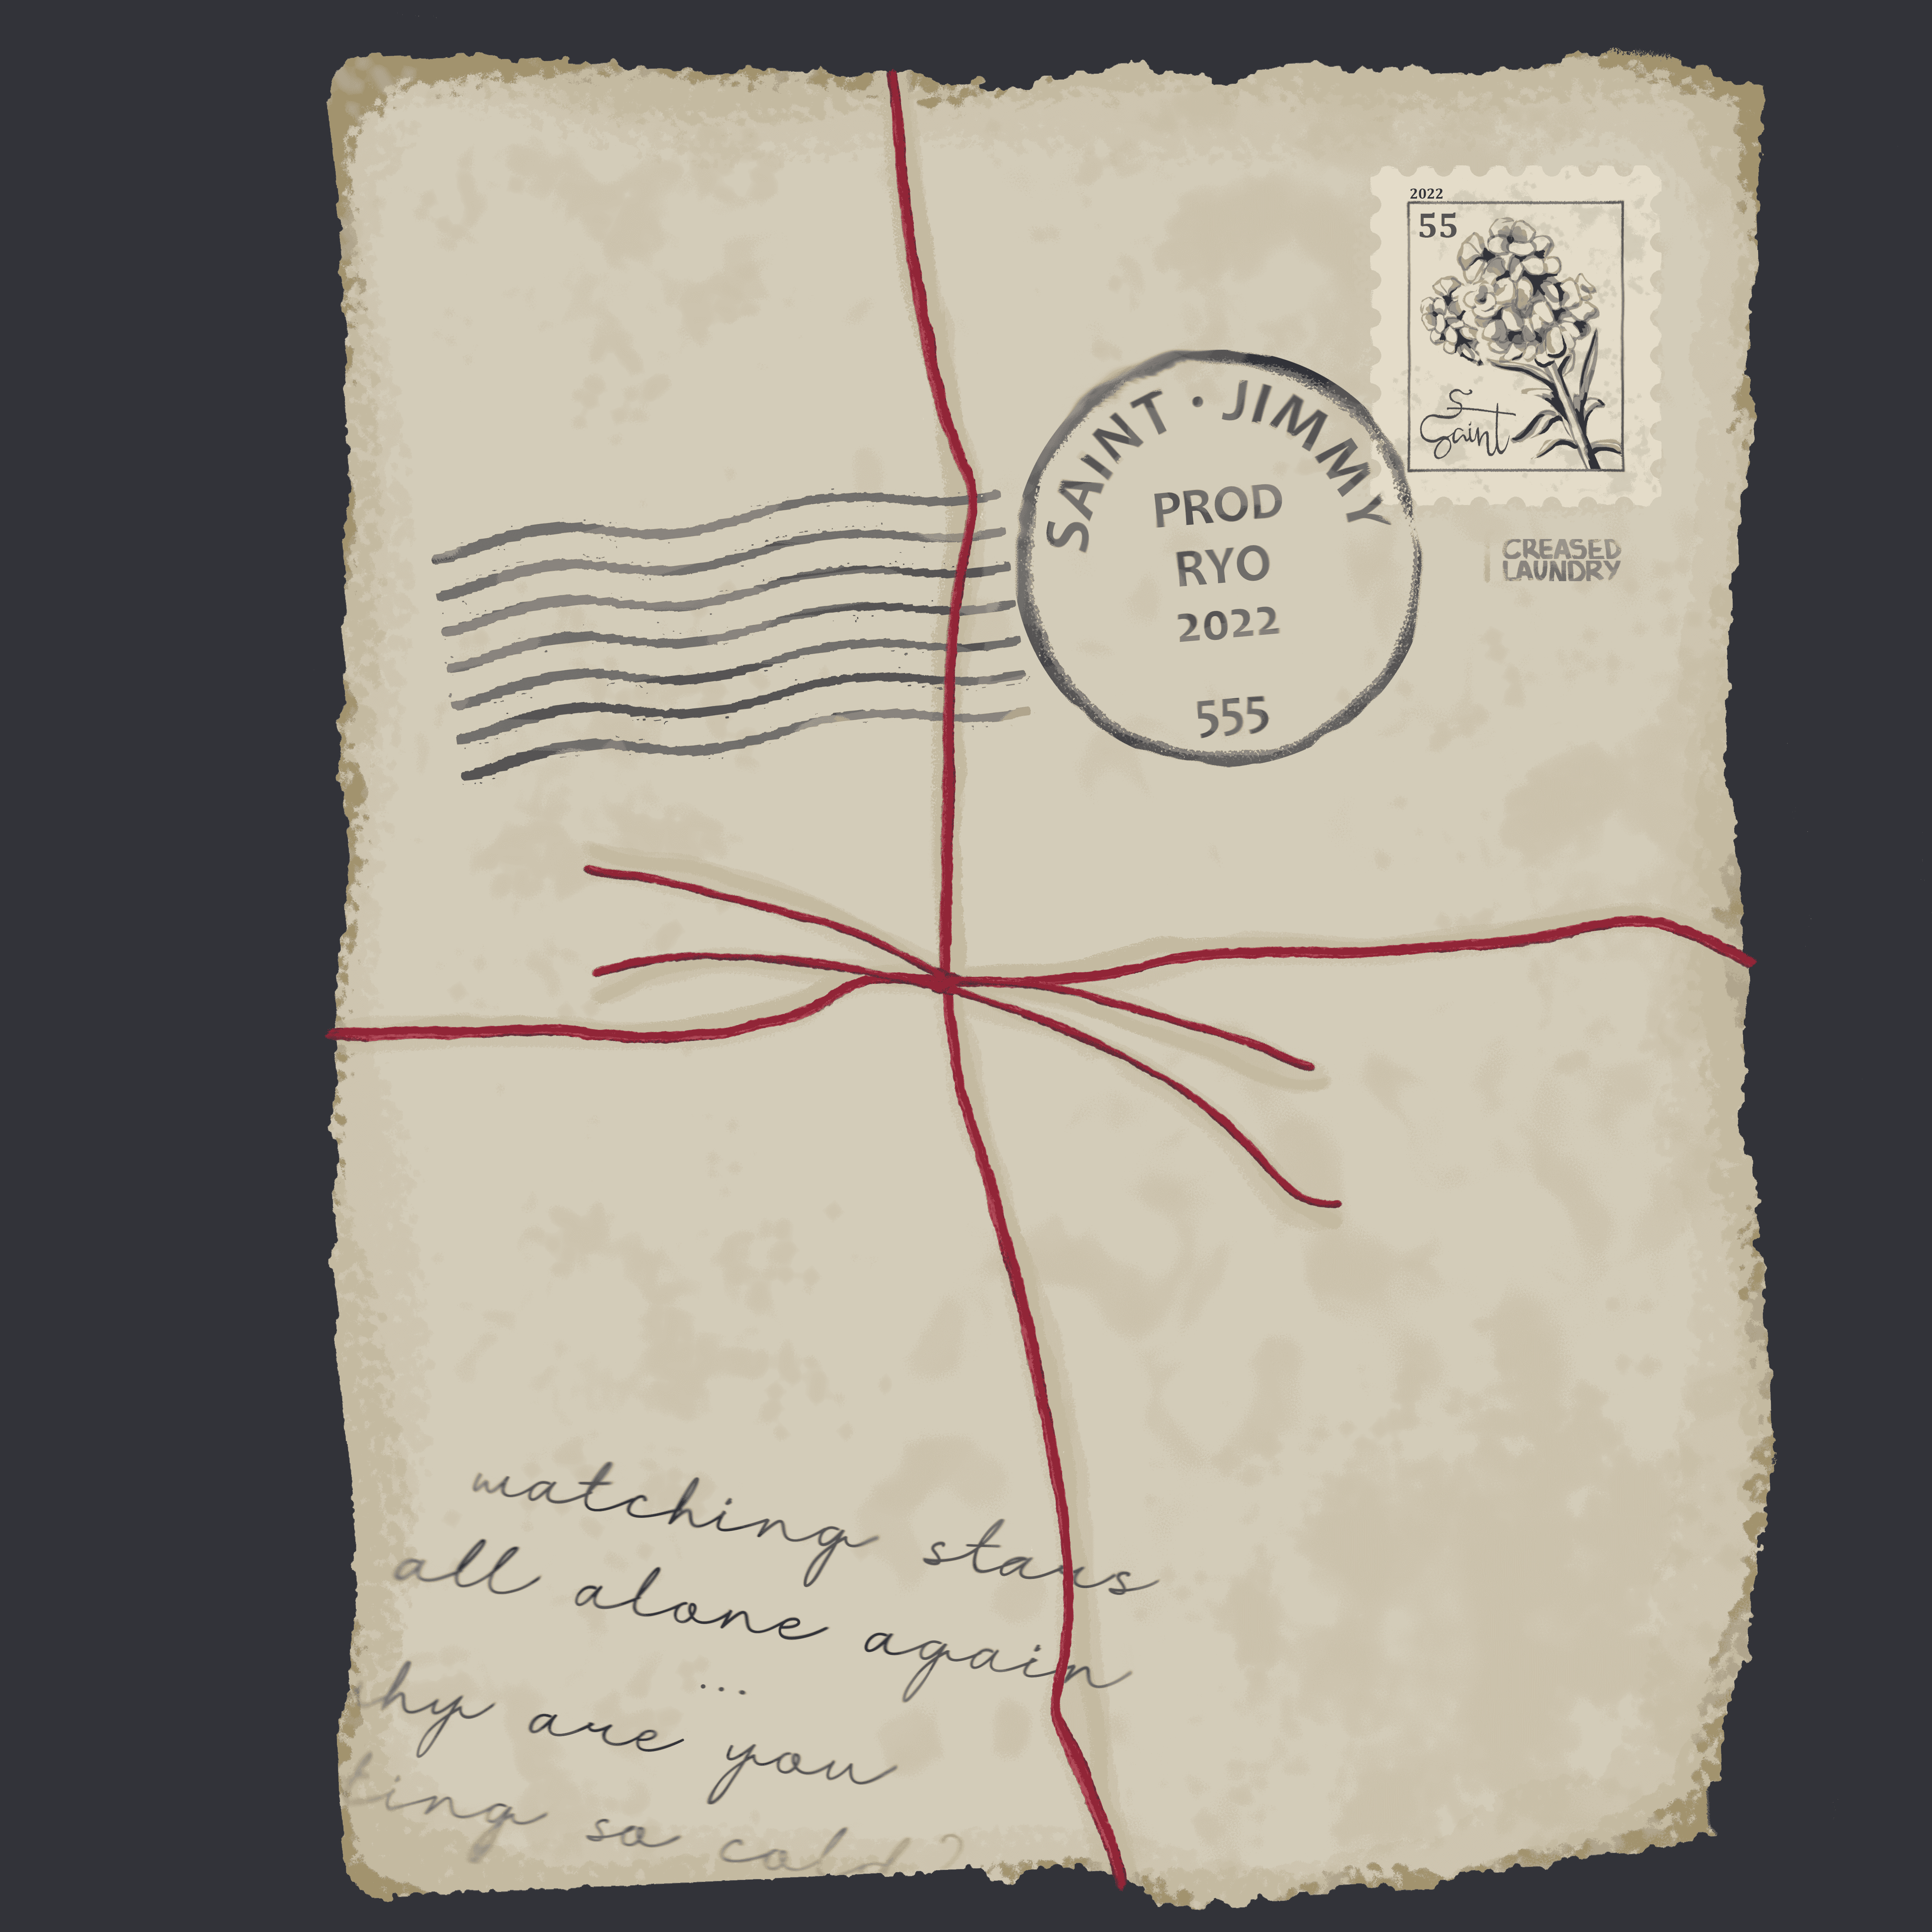 2022
55
S
Saint
SAINT • JIMMY
PROD
RYO
2022
555
CREASED
LAUNDRY
watching stars
all alone again
...
hy are you
ting so cold?